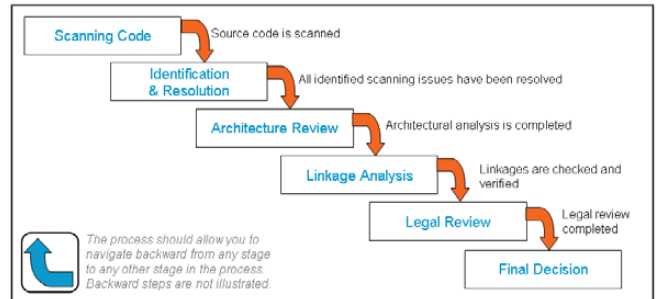 Scanning Code
Source code is scanned
Identification
& Resolution
All identified scanning issues have been resolved
Architecture Review
Architectural analysis is completed
Linkage Analysis
Linkages are checked and
verified
Legal Review
Legal review
completed
Final Decision
The process should allow you to
navigate backward from any stage
to any other stage in the process.
Backward steps are not illustrated.